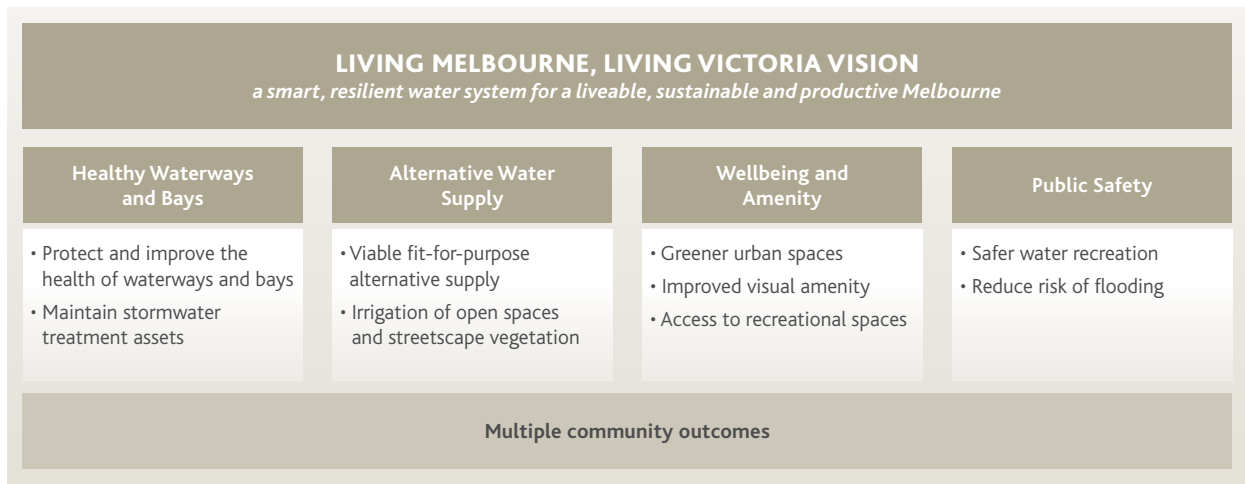 LIVING MELBOURNE, LIVING VICTORIA VISION
a smart, resilient water system for a liveable, sustainable and productive Melbourne
Healthy Waterways
and Bays
• Protect and improve the
health of waterways and bays
• Maintain stormwater
treatment assets
Alternative Water
Supply
• Viable fit-for-purpose
alternative supply
• Irrigation of open spaces
and streetscape vegetation
Wellbeing and
Amenity
• Greener urban spaces
• Improved visual amenity
• Access to recreational spaces
Public Safety
• Safer water recreation
• Reduce risk of flooding
Multiple community outcomes